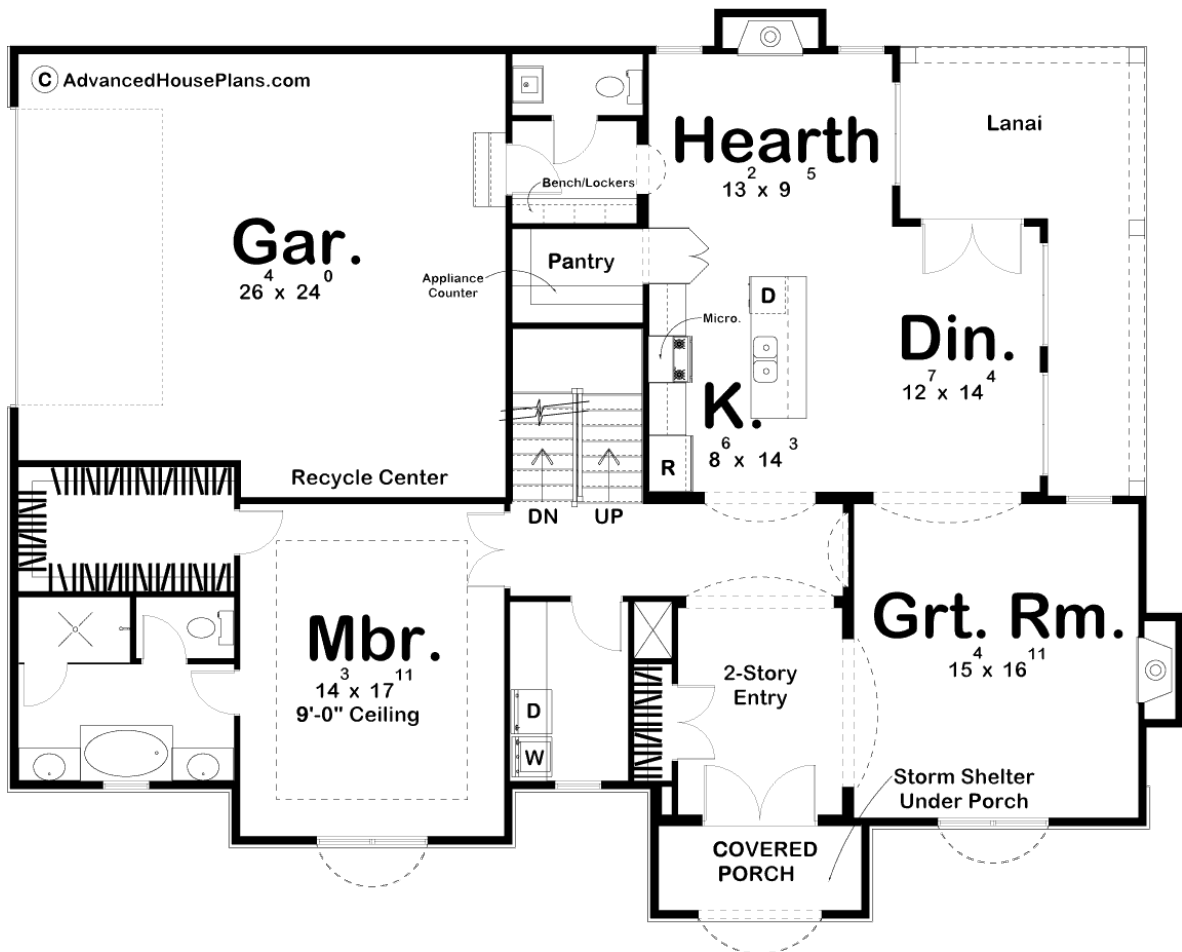 C AdvancedHousePlans.com
Hearth
13 2 x 9 5
Lanai
Bench/Lockers
Gar.
26 4 x 24 0
Pantry
Appliance
Counter
D
Micro.
Din.
12 7 x 14 4
K.
8 6 x 14 3
R
Recycle Center
DN
UP
Mbr.
14 3 x 17 11
9'-0" Ceiling
D
W
2-Story
Entry
Grt. Rm.
15 4 x 16 11
Storm Shelter
Under Porch
COVERED
PORCH